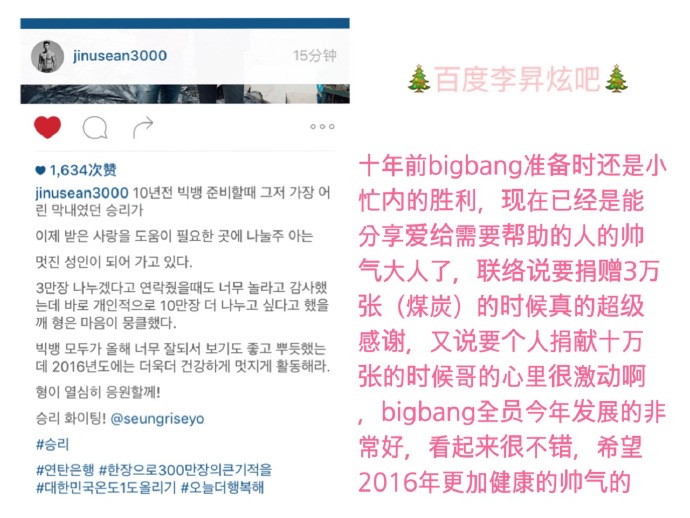 jinusean3000
15分钟
1,634次赞
jinusean3000 10년전 빅뱅 준비할때 그저 가장 어
린 막내였던 승리가
이제 받은 사랑을 도움이 필요한 곳에 나눌주 아는
멋진 성인이 되어 가고 있다.
3만장 나누겠다고 연락줬을때도 너무 놀라고 감사했
는데 바로 개인적으로 10만장 더 나누고 싶다고 했을
깨 형은 마음이 뭉클했다.
빅뱅 모두가 올해 너무 잘되서 보기도 좋고 뿌듯했는
데 2016년도에는 더욱더 건강하게 멋지게 활동해라.
형이 열심히 응원할께!
승리 화이팅! @seungriseyo
#승리
#연탄은행 #한장으로300만장의큰기적을
#대한민국온도1도올리기 #오늘더행복해
百度李昇炫吧
十年前bigbang准备时还是小
忙内的胜利，现在已经是能
分享爱给需要帮助的人的帅
气大人了，联络说要捐赠3万
张（煤炭）的时候真的超级
感谢，又说要个人捐献十万
张的时候哥的心里很激动啊
，bigbang全员今年发展的非
常好，看起来很不错，希望
2016年更加健康的帅气的